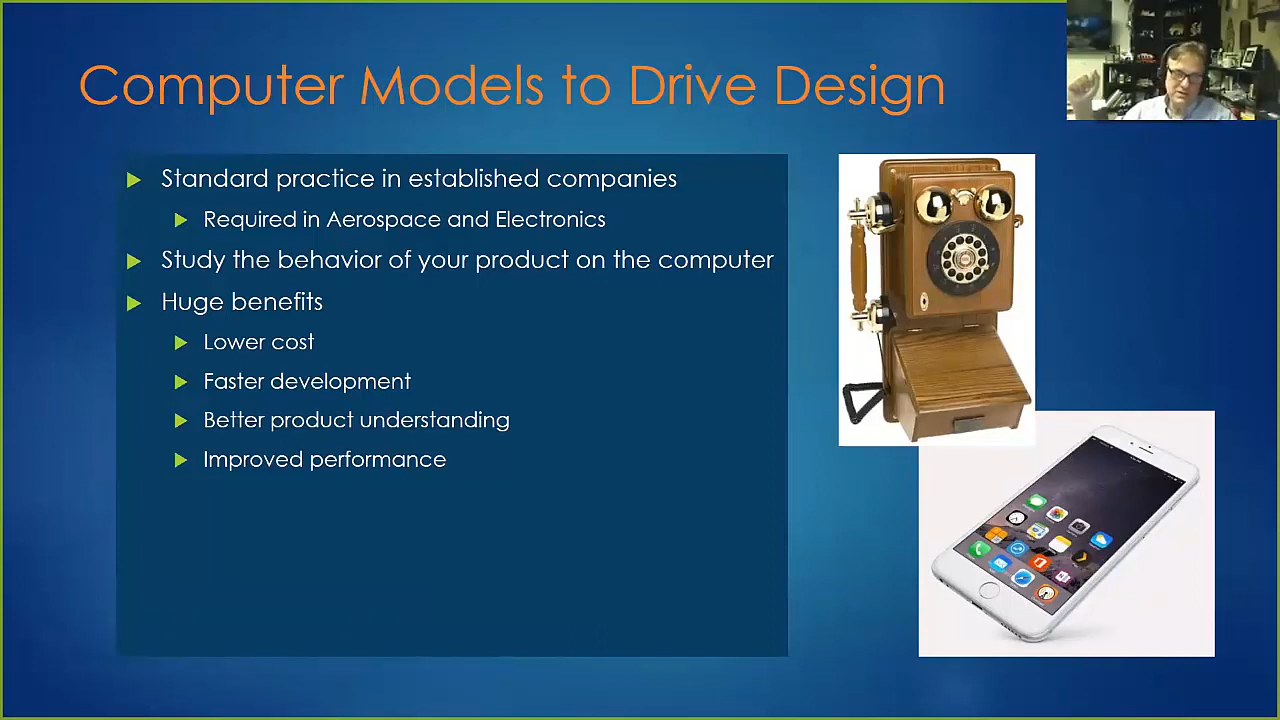 Computer Models to Drive Design
Standard practice in established companies
Required in Aerospace and Electronics
Study the behavior of your product on the computer
Huge benefits
Lower cost
Faster development
Better product understanding
Improved performance